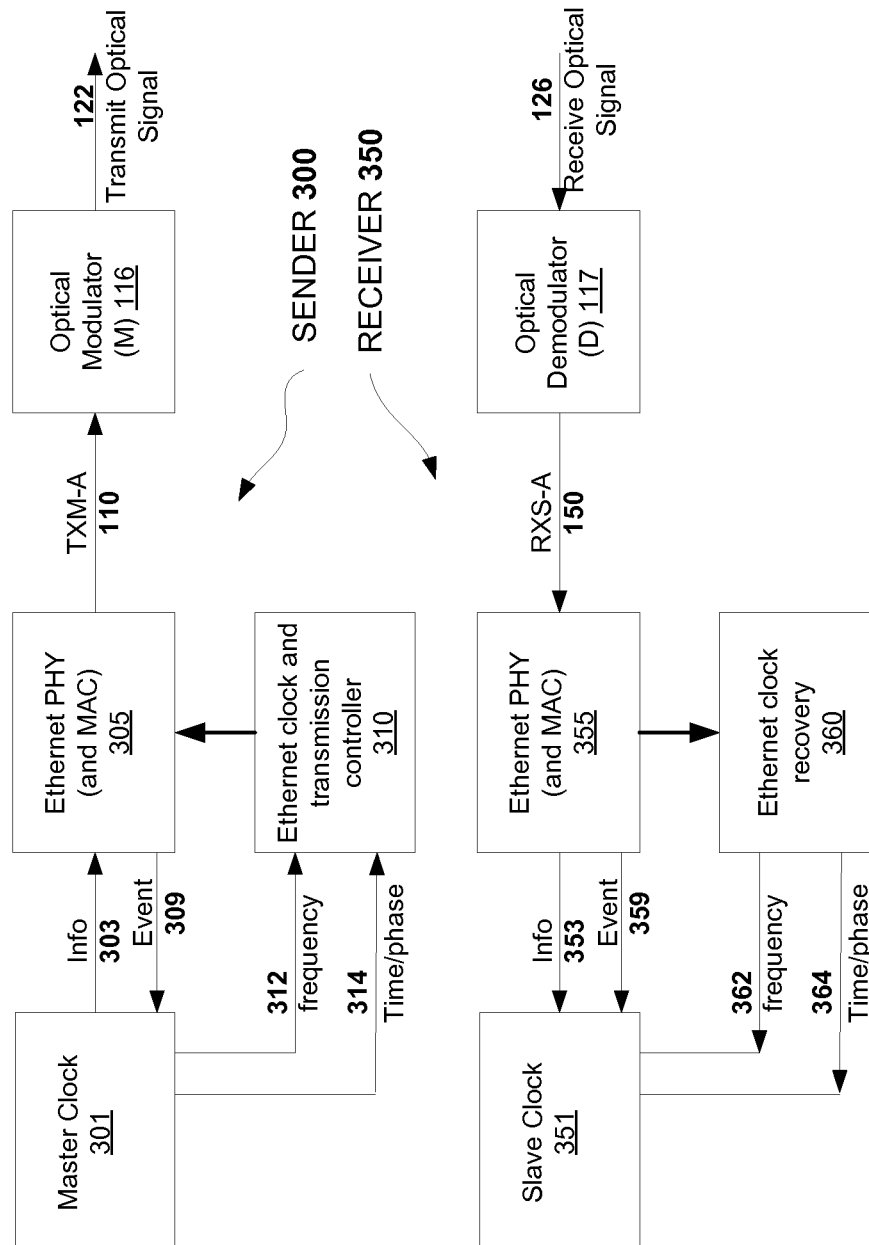 Master Clock
301
Info
303
Event
309
312
frequency
314
Time/phase
Ethernet PHY
(and MAC)
305
Ethernet clock and
transmission
controller
310
TXM-A
110
Optical
Modulator
(M) 116
122
Transmit Optical
Signal
SENDER 300
RECEIVER 350
Slave Clock
351
Info
353
Event
359
362
frequency
364
Time/phase
Ethernet PHY
(and MAC)
355
Ethernet clock
recovery
360
RXS-A
150
Optical
Demodulator
(D) 117
126
Receive Optical
Signal